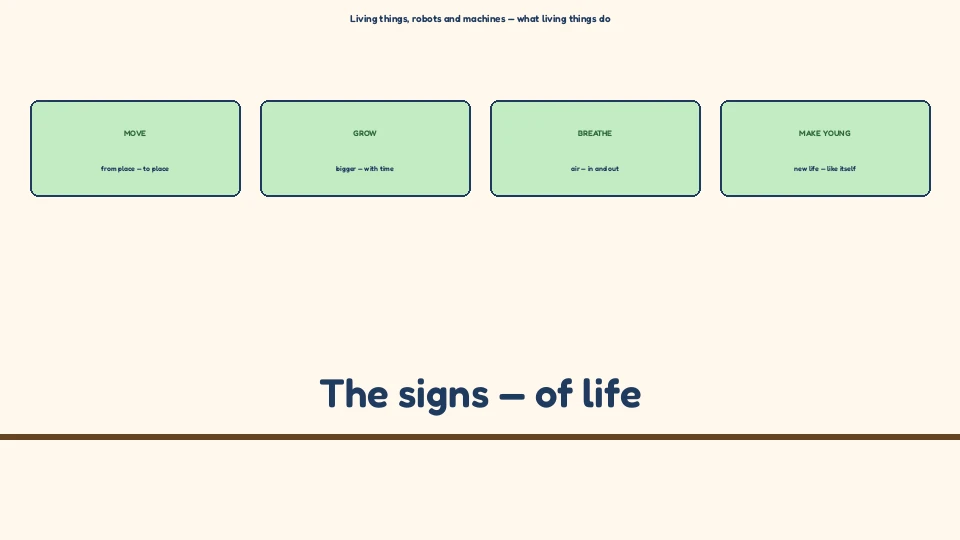 Living things, robots and machines — what living things do
MOVE
from place — to place
GROW
bigger — with time
BREATHE
air — in and out
MAKE YOUNG
new life — like itself
The signs — of life